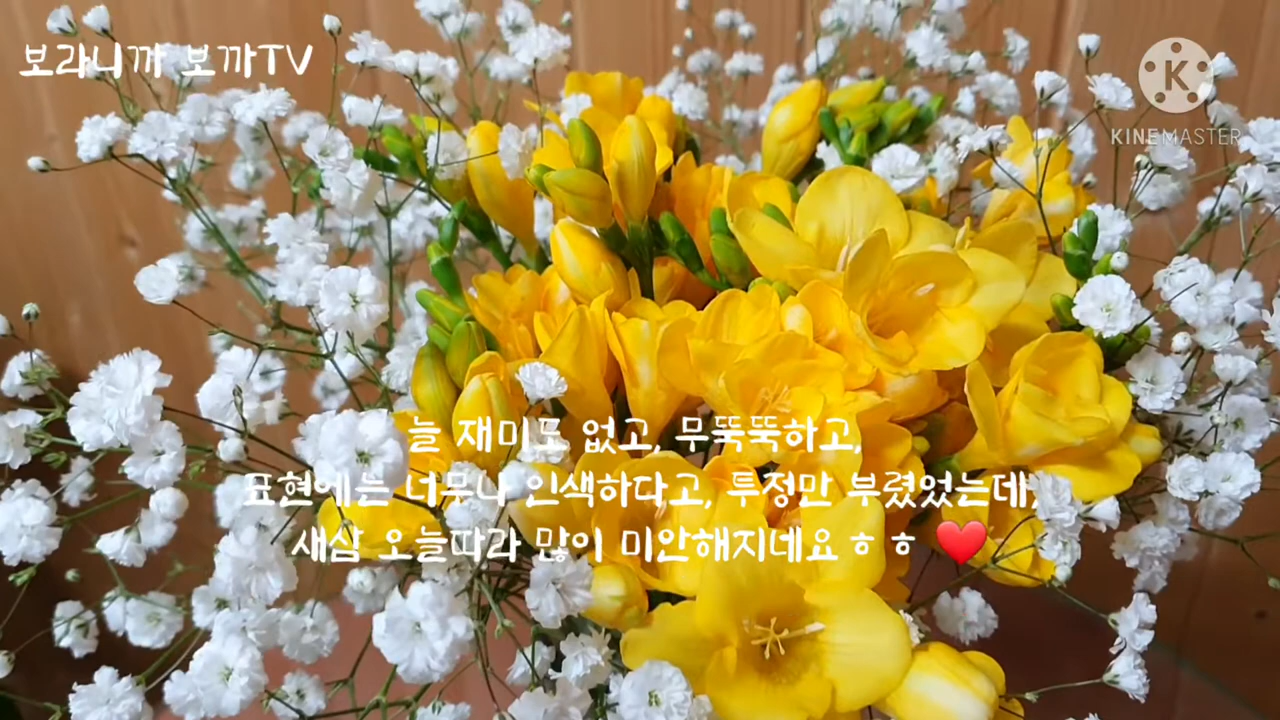 보라니까 보까TV
KINEMASTER
늘 재미도 없고, 무뚝뚝하고,
표현에는 너무나 인색하다고, 투정만 부렸었는데,
새삼 오늘따라 많이 미안해지네요 ㅎㅎ ❤️